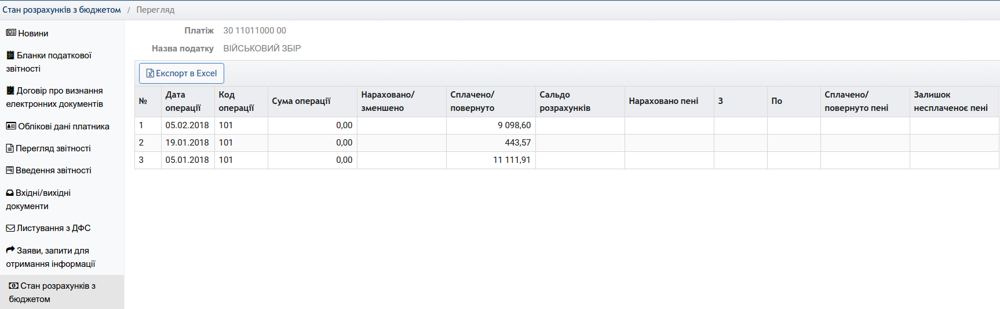 Стан розрахунків з бюджетом / Перегляд
Новини
Бланки податкової
звітності
Договір про визнання
електронних документів
Облікові дані платника
Перегляд звітності
Введення звітності
Вхідні/вихідні
документи
Листування з ДФС
Заяви, запити для
отримання інформації
Стан розрахунків з
бюджетом
Платіж 30 11011000 00
Назва податку ВІЙСЬКОВИЙ ЗБІР
Експорт в Excel
№ Дата операції Код операції Сума операції Нараховано/зменшено Сплачено/повернуто Сальдо розрахунків Нараховано пені З По Сплачено/повернуто пені Залишок несплаченоє пені
1 05.02.2018 101 0,00 9 098,60
2 19.01.2018 101 0,00 443,57
3 05.01.2018 101 0,00 11 111,91